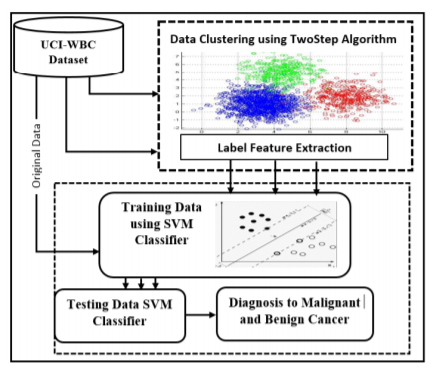 UCI-WBC
Dataset
Data Clustering using TwoStep Algorithm
Label Feature Extraction
Original Data
Training Data
using SVM
Classifier
Testing Data SVM
Classifier
Diagnosis to Malignant
and Benign Cancer